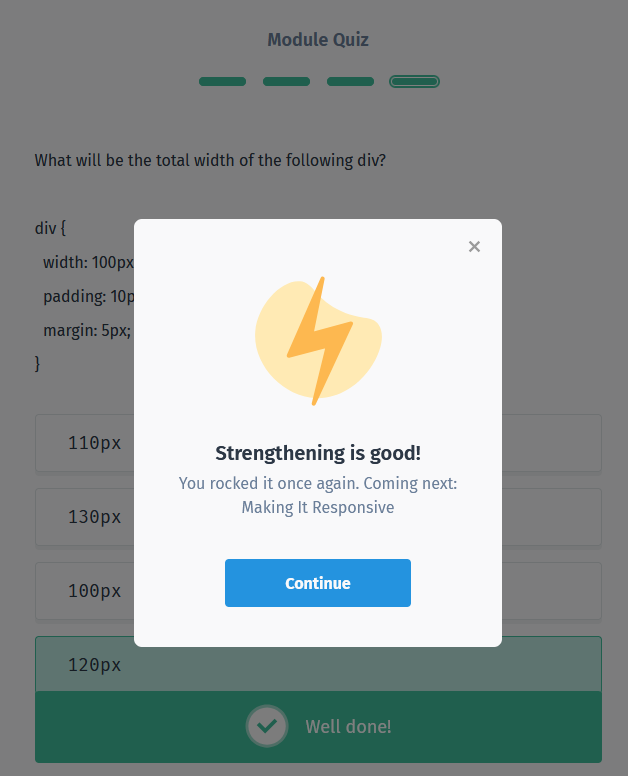 Module Quiz
What will be the total width of the following div?
div {
width: 100px
padding: 10p
margin: 5px;
}
110px
130px
100px
120px
×
Strengthening is good!
You rocked it once again. Coming next:
Making It Responsive
Continue
Well done!